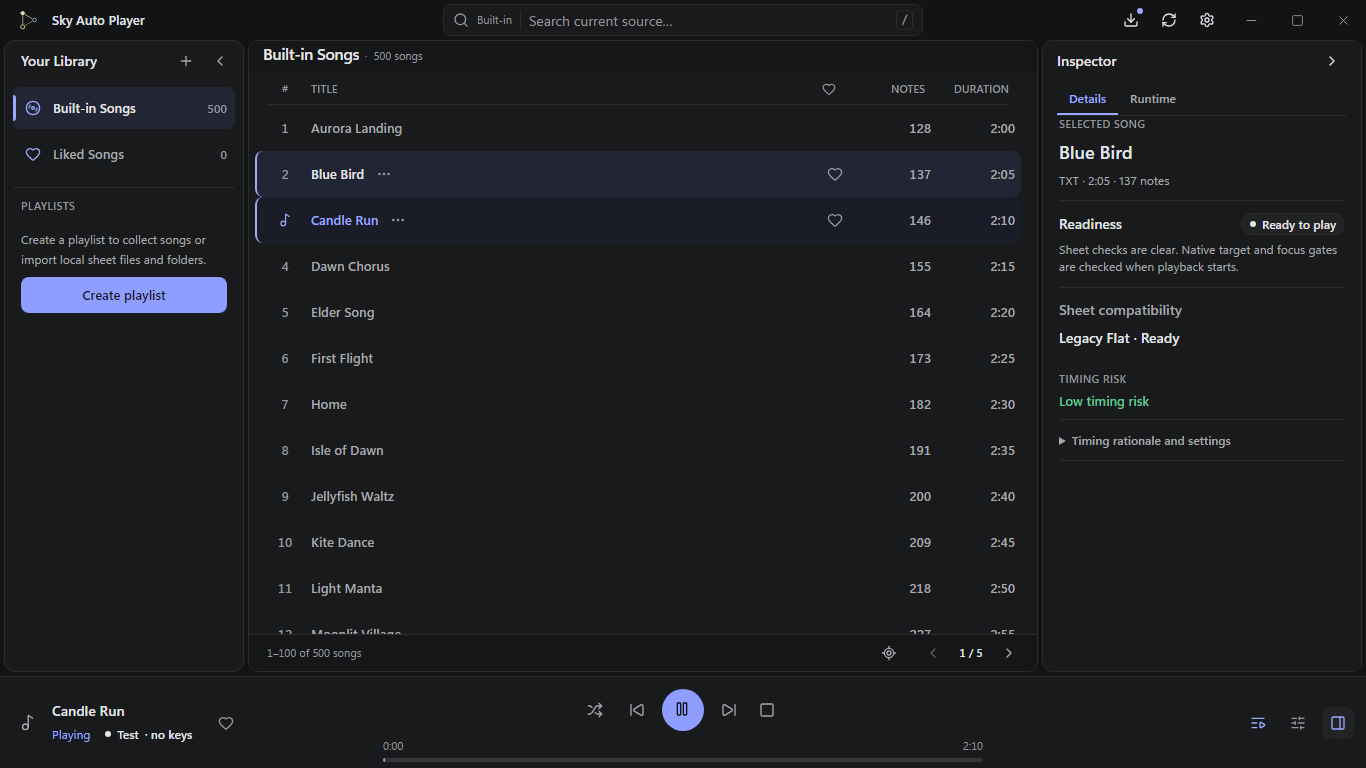 Sky Auto Player
Built-in Search current source... /
Your Library
Built-in Songs 500
Liked Songs 0
PLAYLISTS
Create a playlist to collect songs or
import local sheet files and folders.
Create playlist
Built-in Songs · 500 songs
# TITLE NOTES DURATION
1 Aurora Landing 128 2:00
2 Blue Bird ··· 137 2:05
Candle Run ··· 146 2:10
4 Dawn Chorus 155 2:15
5 Elder Song 164 2:20
6 First Flight 173 2:25
7 Home 182 2:30
8 Isle of Dawn 191 2:35
9 Jellyfish Waltz 200 2:40
10 Kite Dance 209 2:45
11 Light Manta 218 2:50
12 Moonlit Village 227 2:55
1–100 of 500 songs 1 / 5
Inspector
Details Runtime
SELECTED SONG
Blue Bird
TXT · 2:05 · 137 notes
Readiness Ready to play
Sheet checks are clear. Native target and focus gates
are checked when playback starts.
Sheet compatibility
Legacy Flat · Ready
TIMING RISK
Low timing risk
Timing rationale and settings
Candle Run
Playing Test · no keys
0:00 2:10